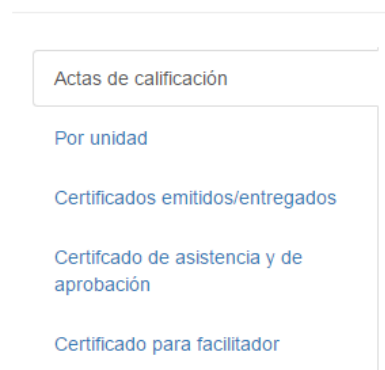 Actas de calificación
Por unidad
Certificados emitidos/entregados
Certifcado de asistencia y de
aprobación
Certificado para facilitador